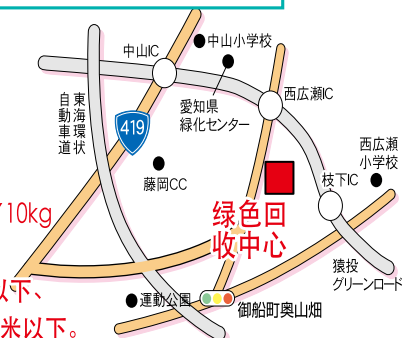 中山IC
中山小学校
愛知県
緑化センター
西広瀬IC
東海環状
自動車道
419
藤岡CC
西広瀬
小学校
枝下IC
/10kg
绿色回
收中心
猿投
グリーンロード
以下、
運動公園
御船町奥山畑
米以下。